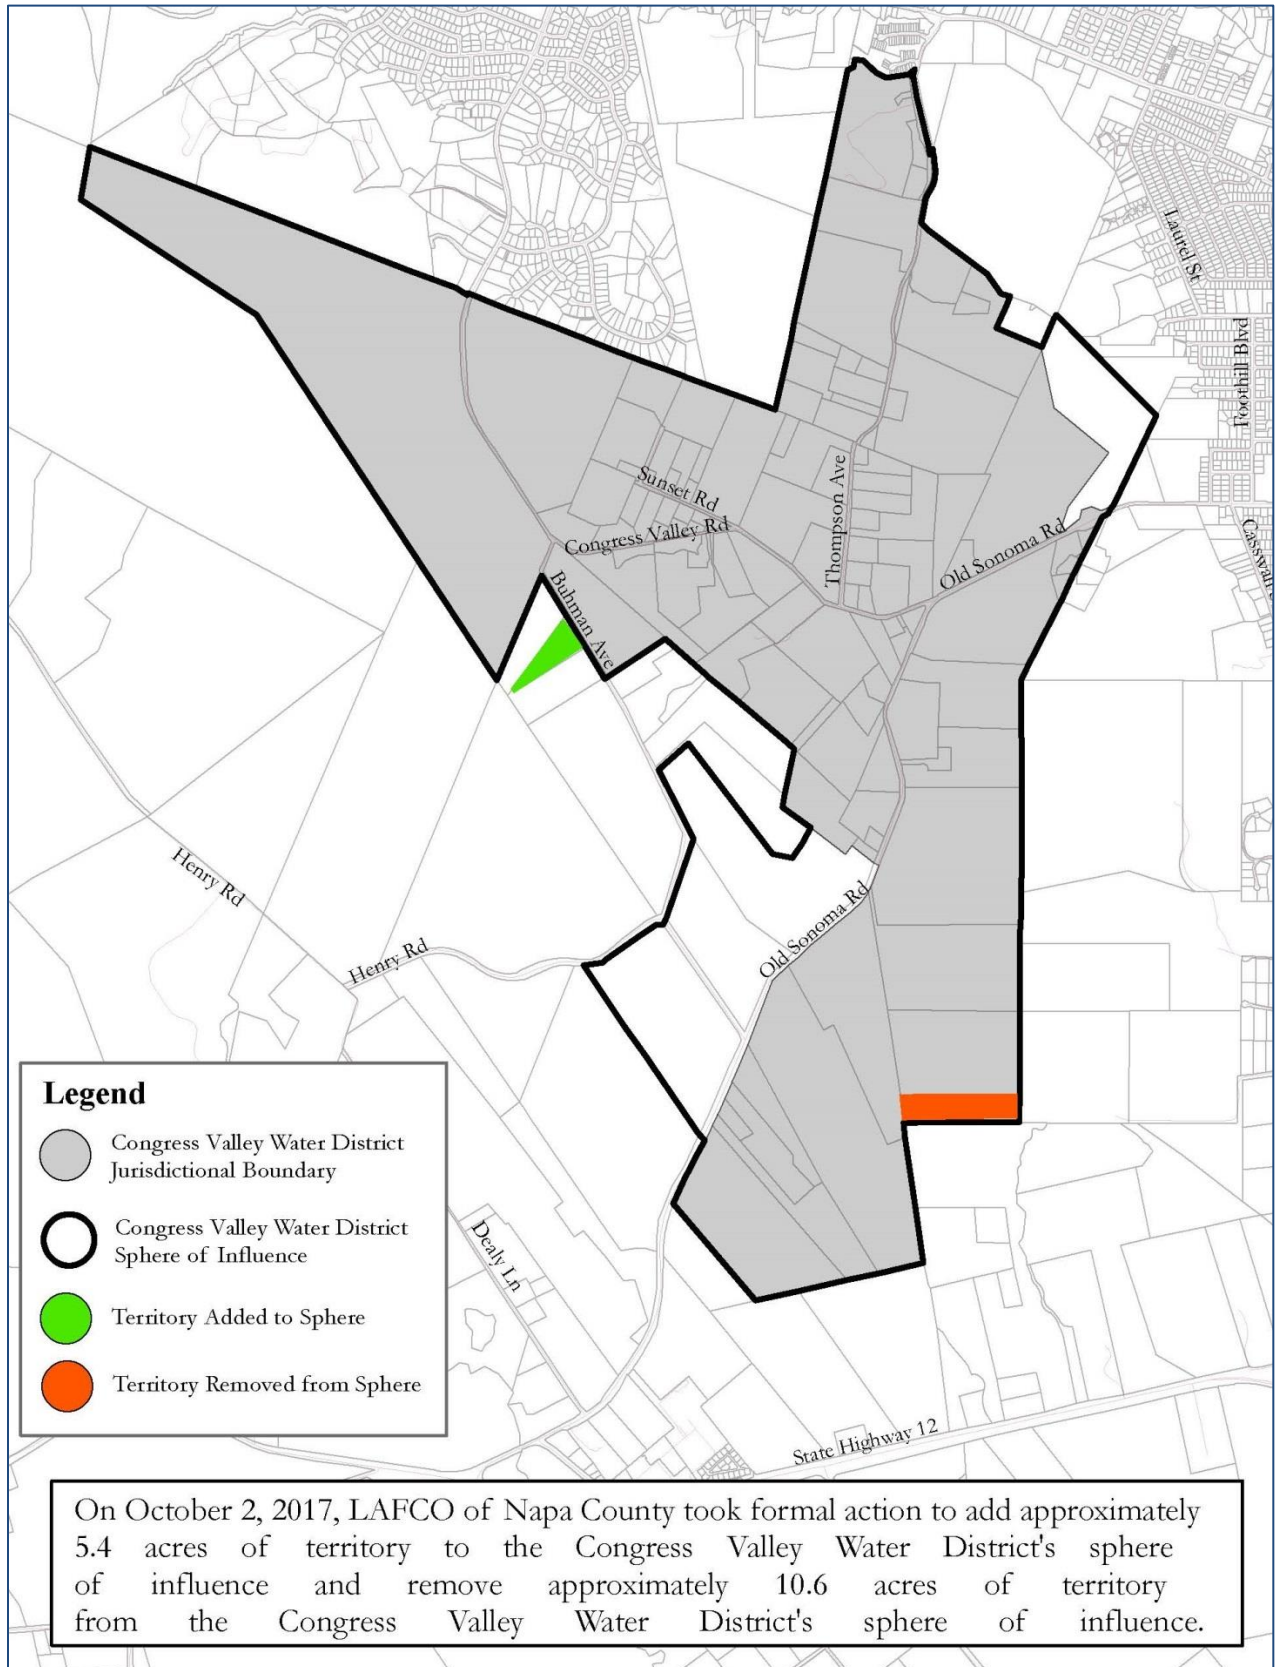 Laurel St
Foothill Blvd
Sunset Rd
Thompson Ave
Congress Valley Rd
Old Sonoma Rd
Buhman Ave
Henry Rd
Henry Rd
Old Sonoma Rd
Dealy Ln
State Highway 12
Legend
Congress Valley Water District
Jurisdictional Boundary
Congress Valley Water District
Sphere of Influence
Territory Added to Sphere
Territory Removed from Sphere
On October 2, 2017, LAFCO of Napa County took formal action to add approximately
5.4 acres of territory to the Congress Valley Water District's sphere
of influence and remove approximately 10.6 acres of territory
from the Congress Valley Water District's sphere of influence.